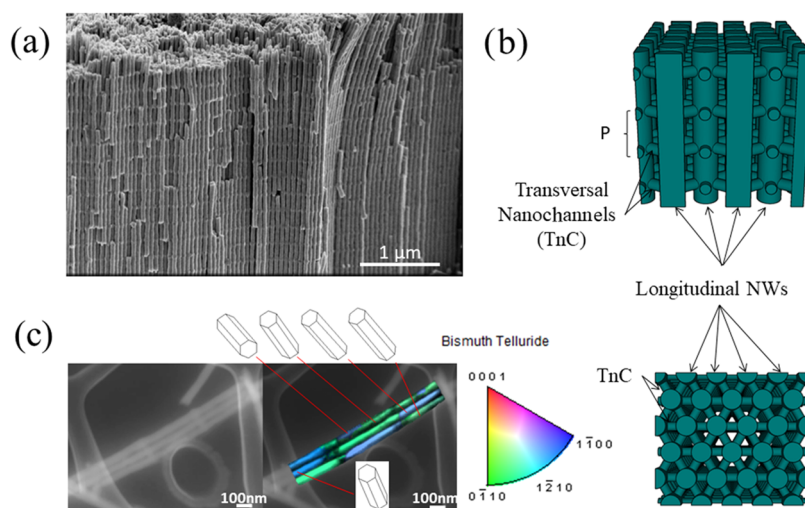 (a)
1 µm
(b)
P
Transversal
Nanochannels
(TnC)
Longitudinal NWs
TnC
(c)
100nm
100nm
Bismuth Telluride
0001
11̅00
12̅10
01̅10